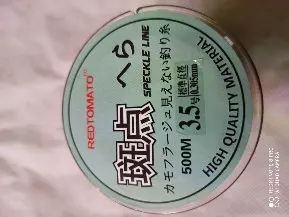 REDTOMATO
斑点 へら
SPECKLE LINE
カモフラージュ見えない釣り糸
500M 3.5号
HIGH QUALITY MATERIAL